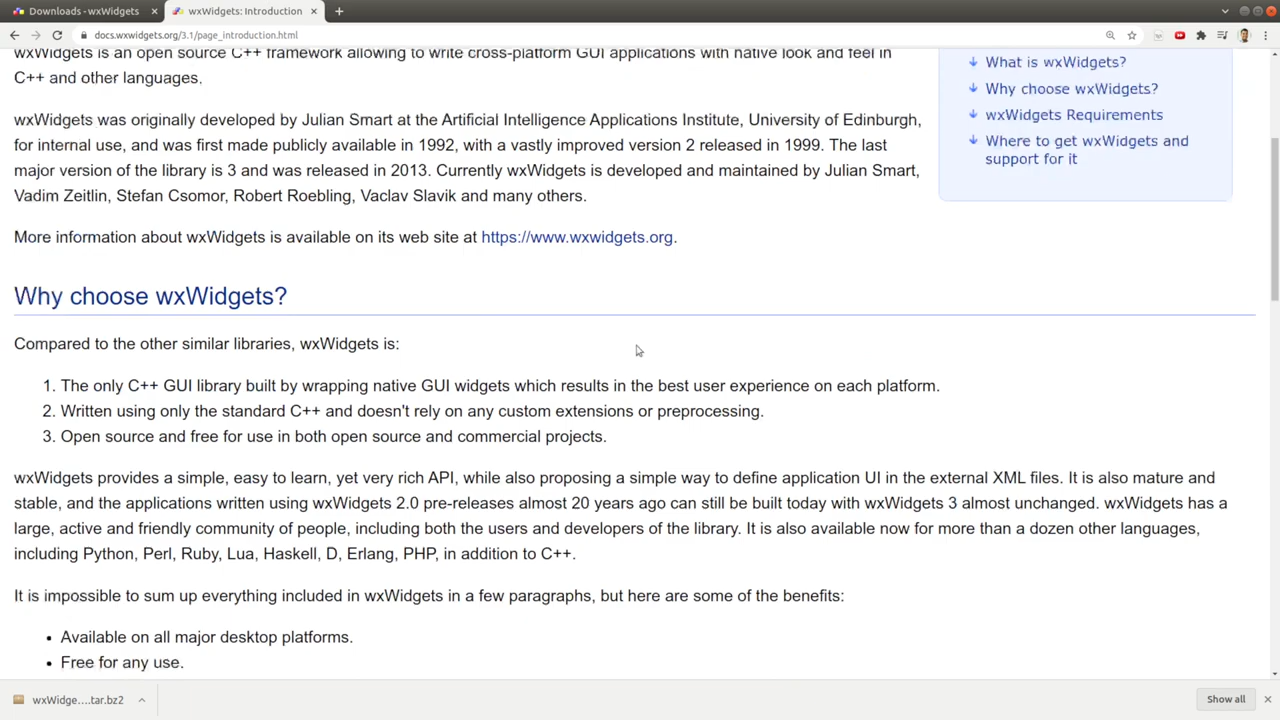 Downloads - wxWidgets
wxWidgets: Introduction
docs.wxwidgets.org/3.1/page_introduction.html
wxWidgets is an open source C++ framework allowing to write cross-platform GUI applications with native look and feel in
C++ and other languages.
What is wxWidgets?
Why choose wxWidgets?
wxWidgets Requirements
Where to get wxWidgets and
support for it
wxWidgets was originally developed by Julian Smart at the Artificial Intelligence Applications Institute, University of Edinburgh,
for internal use, and was first made publicly available in 1992, with a vastly improved version 2 released in 1999. The last
major version of the library is 3 and was released in 2013. Currently wxWidgets is developed and maintained by Julian Smart,
Vadim Zeitlin, Stefan Csomor, Robert Roebling, Vaclav Slavik and many others.
More information about wxWidgets is available on its web site at https://www.wxwidgets.org.
Why choose wxWidgets?
Compared to the other similar libraries, wxWidgets is:
1. The only C++ GUI library built by wrapping native GUI widgets which results in the best user experience on each platform.
2. Written using only the standard C++ and doesn't rely on any custom extensions or preprocessing.
3. Open source and free for use in both open source and commercial projects.
wxWidgets provides a simple, easy to learn, yet very rich API, while also proposing a simple way to define application UI in the external XML files. It is also mature and
stable, and the applications written using wxWidgets 2.0 pre-releases almost 20 years ago can still be built today with wxWidgets 3 almost unchanged. wxWidgets has a
large, active and friendly community of people, including both the users and developers of the library. It is also available now for more than a dozen other languages,
including Python, Perl, Ruby, Lua, Haskell, D, Erlang, PHP, in addition to C++.
It is impossible to sum up everything included in wxWidgets in a few paragraphs, but here are some of the benefits:
• Available on all major desktop platforms.
• Free for any use.
wxWidge....tar.bz2
Show all